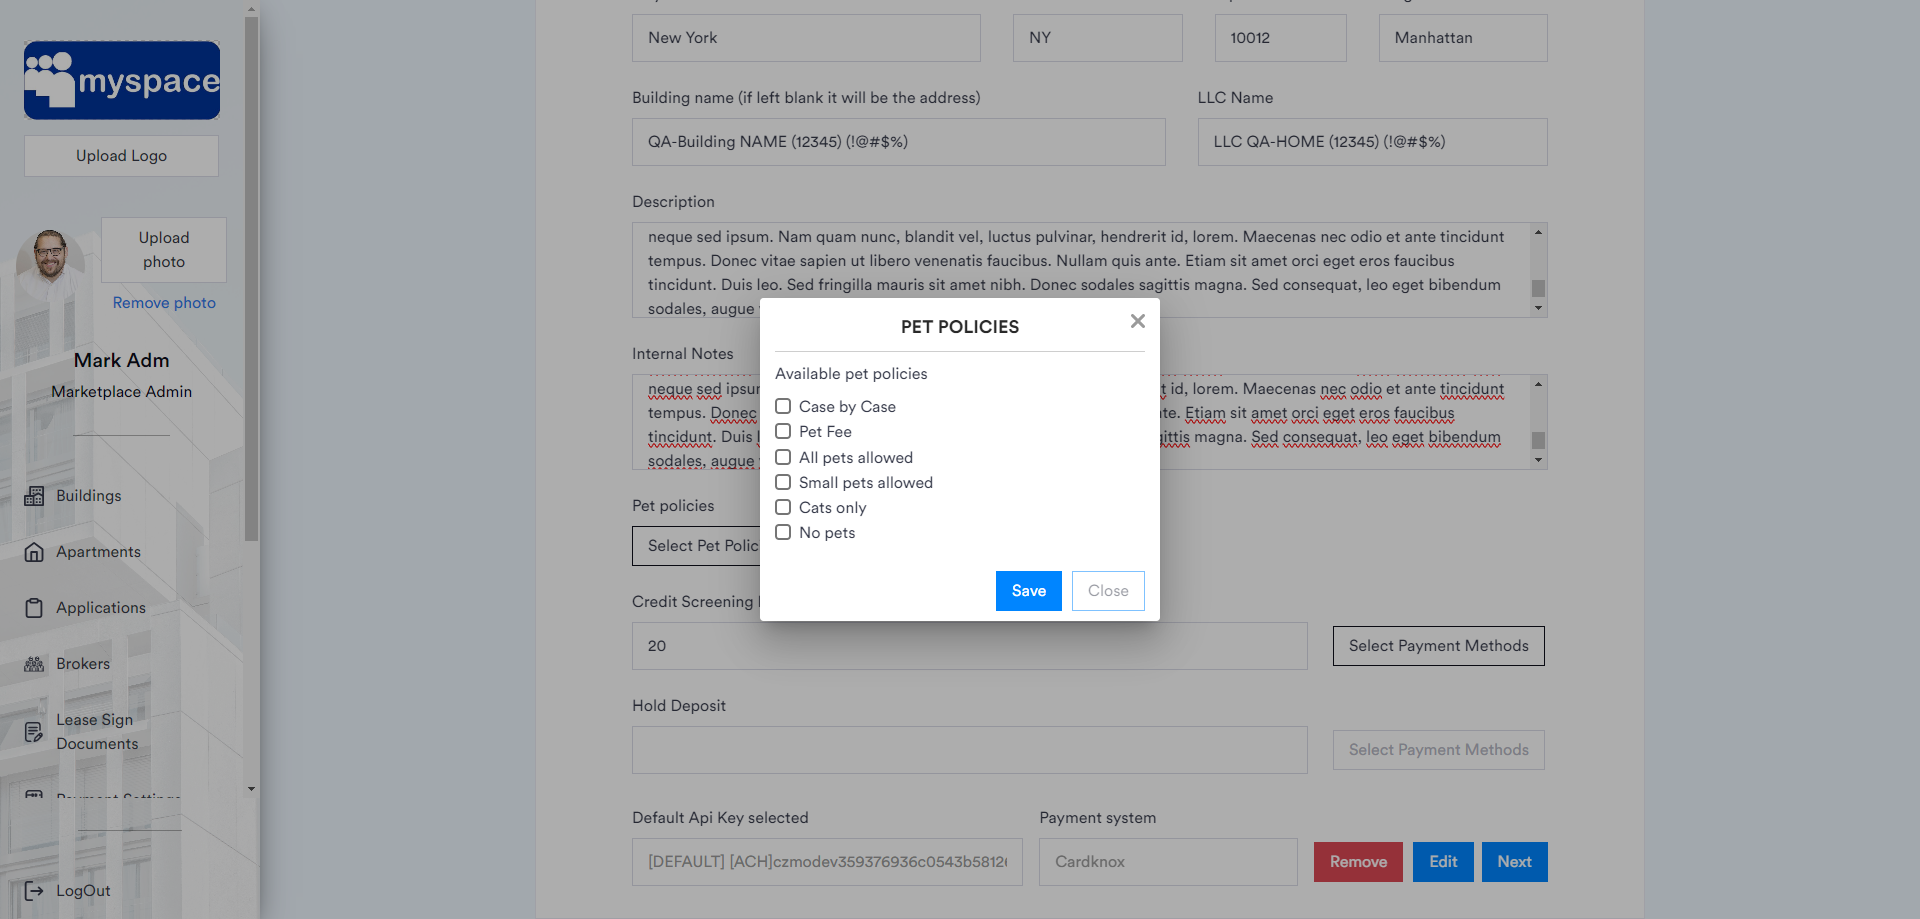 myspace
Upload Logo
Upload
photo
Remove photo
Mark Adm
Marketplace Admin
Buildings
Apartments
Applications
Brokers
Lease Sign
Documents
Payment Settings
LogOut
New York
NY
10012
Manhattan
Building name (if left blank it will be the address)
LLC Name
QA-Building NAME (12345) (!@#$%)
LLC QA-HOME (12345) (!@#$%)
Description
neque sed ipsum. Nam quam nunc, blandit vel, luctus pulvinar, hendrerit id, lorem. Maecenas nec odio et ante tincidunt
tempus. Donec vitae sapien ut libero venenatis faucibus. Nullam quis ante. Etiam sit amet orci eget eros faucibus
tincidunt. Duis leo. Sed fringilla mauris sit amet nibh. Donec sodales sagittis magna. Sed consequat, leo eget bibendum
sodales, augue
Internal Notes
neque sed ipsum id, lorem. Maecenas nec odio et ante tincidunt
tempus. Donec Etiam sit amet orci eget eros faucibus
tincidunt. Duis magna. Sed consequat, leo eget bibendum
sodales, augue
Pet policies
Select Pet Polic
Credit Screening
20
Select Payment Methods
Hold Deposit
Select Payment Methods
Default Api Key selected
Payment system
[DEFAULT] [ACH]czmodev359376936c0543b5812
Cardknox
Remove
Edit
Next
PET POLICIES
Available pet policies
Case by Case
Pet Fee
All pets allowed
Small pets allowed
Cats only
No pets
Save
Close